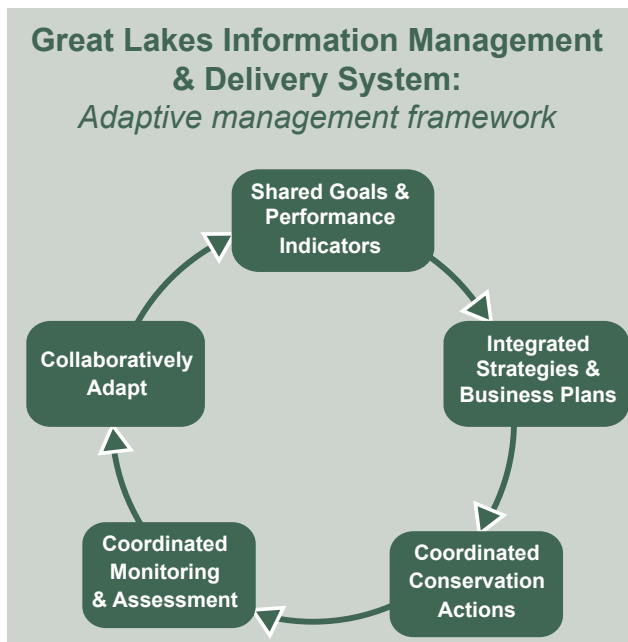 Great Lakes Information Management
& Delivery System:
Adaptive management framework
Shared Goals &
Performance
Indicators
Integrated
Strategies &
Business Plans
Coordinated
Conservation
Actions
Coordinated
Monitoring
& Assessment
Collaboratively
Adapt